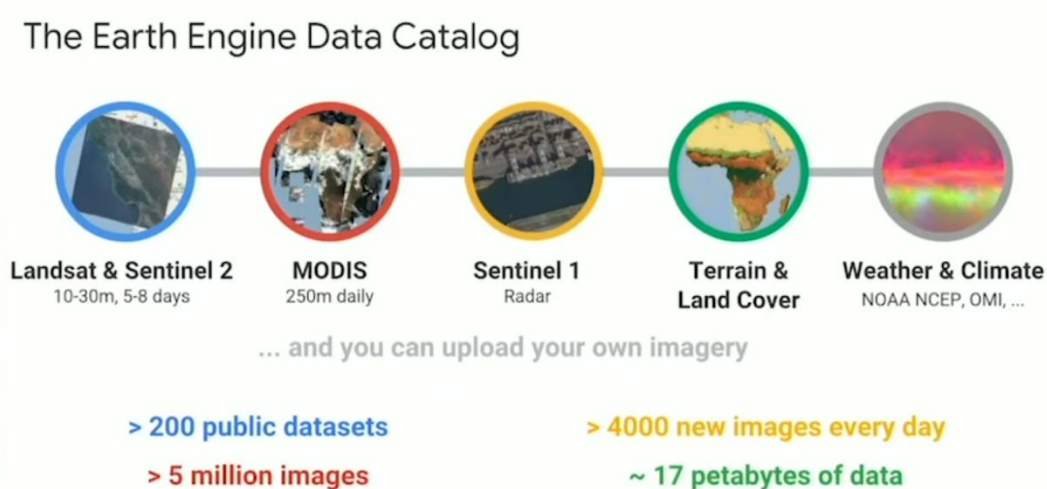 The Earth Engine Data Catalog
Landsat & Sentinel 2
10-30m, 5-8 days
MODIS
250m daily
Sentinel 1
Radar
Terrain &
Land Cover
Weather & Climate
NOAA NCEP, OMI, ...
... and you can upload your own imagery
> 200 public datasets
> 4000 new images every day
> 5 million images
~ 17 petabytes of data